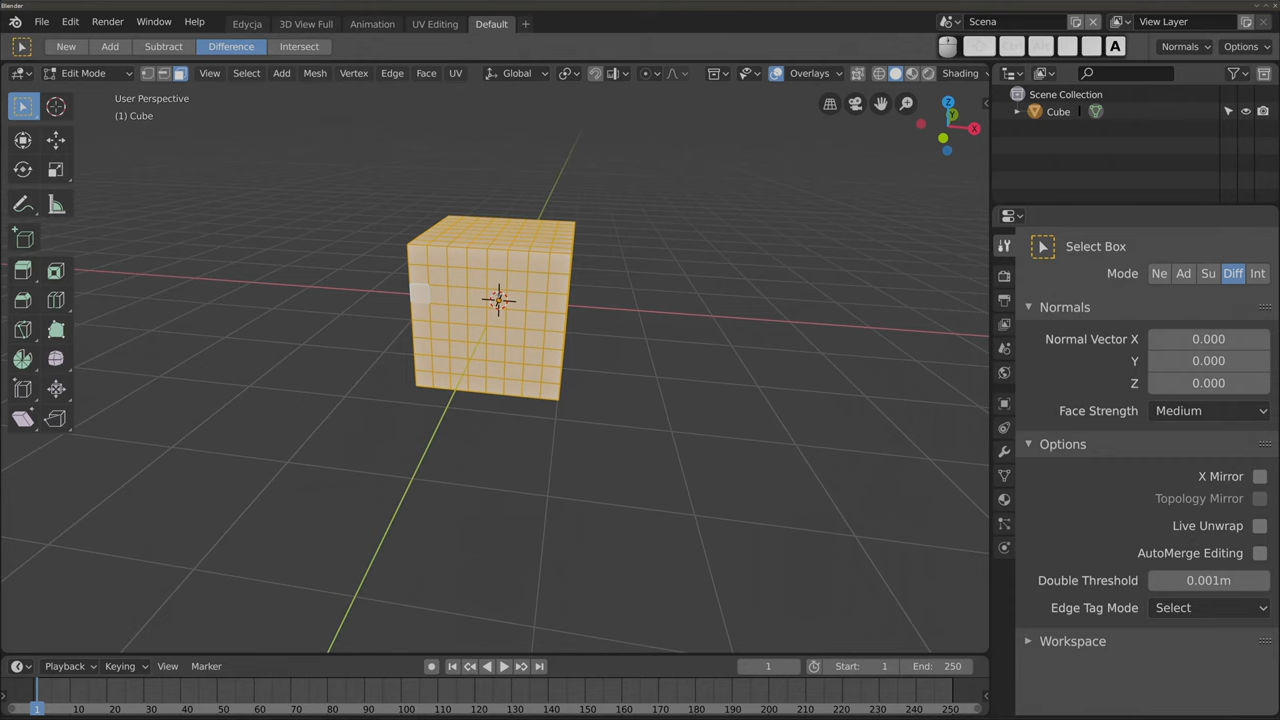 Blender
File Edit Render Window Help Edycja 3D View Full Animation UV Editing Default + Scena View Layer
New Add Subtract Difference Intersect Ctrl Alt A Normals Options
Edit Mode View Select Add Mesh Vertex Edge Face UV Global Overlays Shading
User Perspective
(1) Cube
Z
Y
X
Scene Collection
Cube
Select Box
Mode Ne Ad Su Diff Int
Normals
Normal Vector X 0.000
Y 0.000
Z 0.000
Face Strength Medium
Options
X Mirror
Topology Mirror
Live Unwrap
AutoMerge Editing
Double Threshold 0.001m
Edge Tag Mode Select
Workspace
Playback Keying View Marker 1 Start: 1 End: 250
1 10 20 30 40 50 60 70 80 90 100 110 120 130 140 150 160 170 180 190 200 210 220 230 240 250